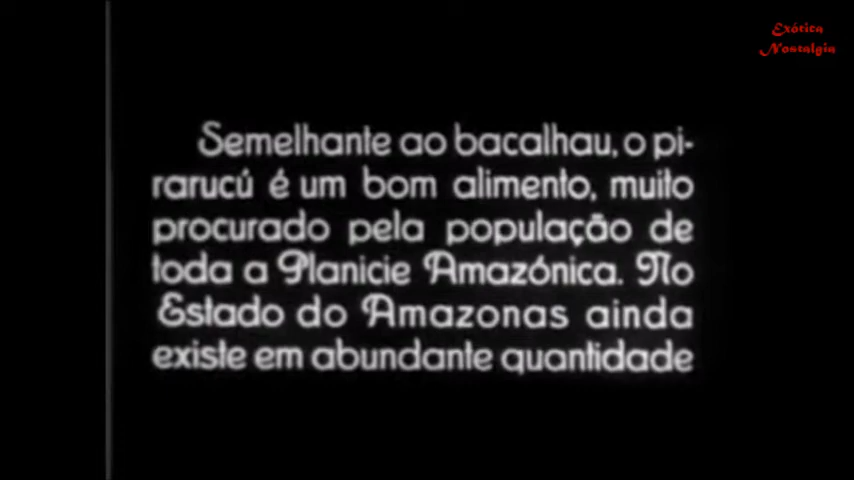 Exótica
Nostalgia
Semelhante ao bacalhau, o pi-
rarucú é um bom alimento, muito
procurado pela população de
toda a Planicie Amazónica. No
Estado do Amazonas ainda
existe em abundante quantidade